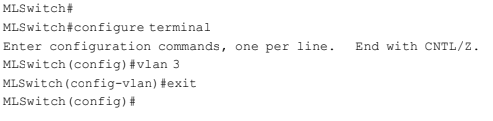 MLSwitch#
MLSwitch#configure terminal
Enter configuration commands, one per line. End with CNTL/Z.
MLSwitch(config)#vlan 3
MLSwitch(config-vlan)#exit
MLSwitch(config)#